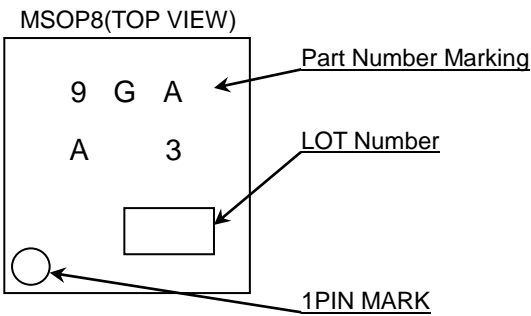 MSOP8(TOP VIEW)
Part Number Marking
9 G A
A 3
LOT Number
1PIN MARK